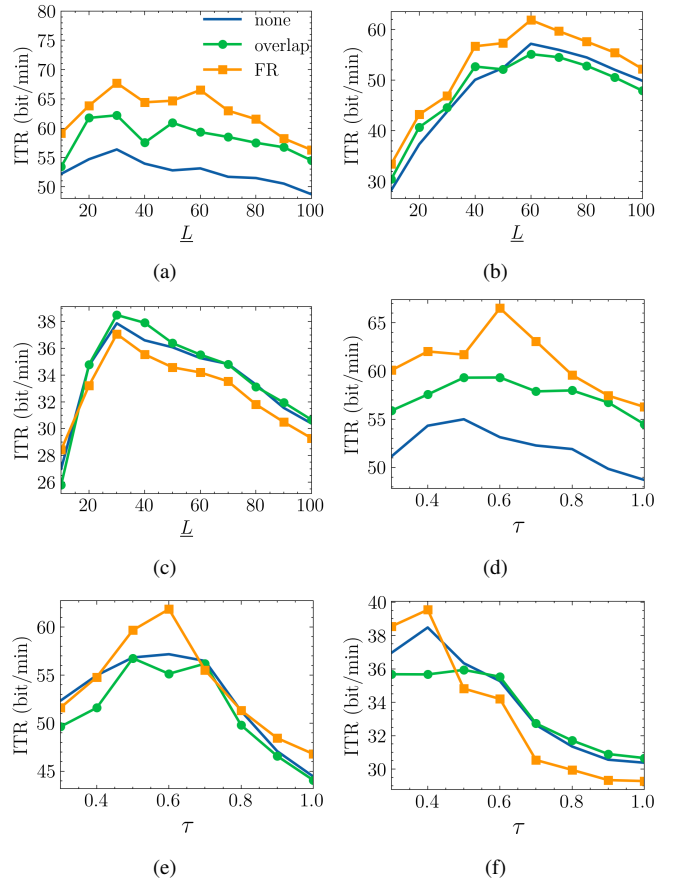 80
75
70
65
60
55
50
ITR (bit/min)
none
overlap
FR
20 40 60 80 100
L
(a)
60
50
40
30
ITR (bit/min)
20 40 60 80 100
L
(b)
38
36
34
32
30
28
26
ITR (bit/min)
20 40 60 80 100
L
(c)
65
60
55
50
ITR (bit/min)
0.4 0.6 0.8 1.0
τ
(d)
60
55
50
45
ITR (bit/min)
0.4 0.6 0.8 1.0
τ
(e)
40
38
36
34
32
30
ITR (bit/min)
0.4 0.6 0.8 1.0
τ
(f)